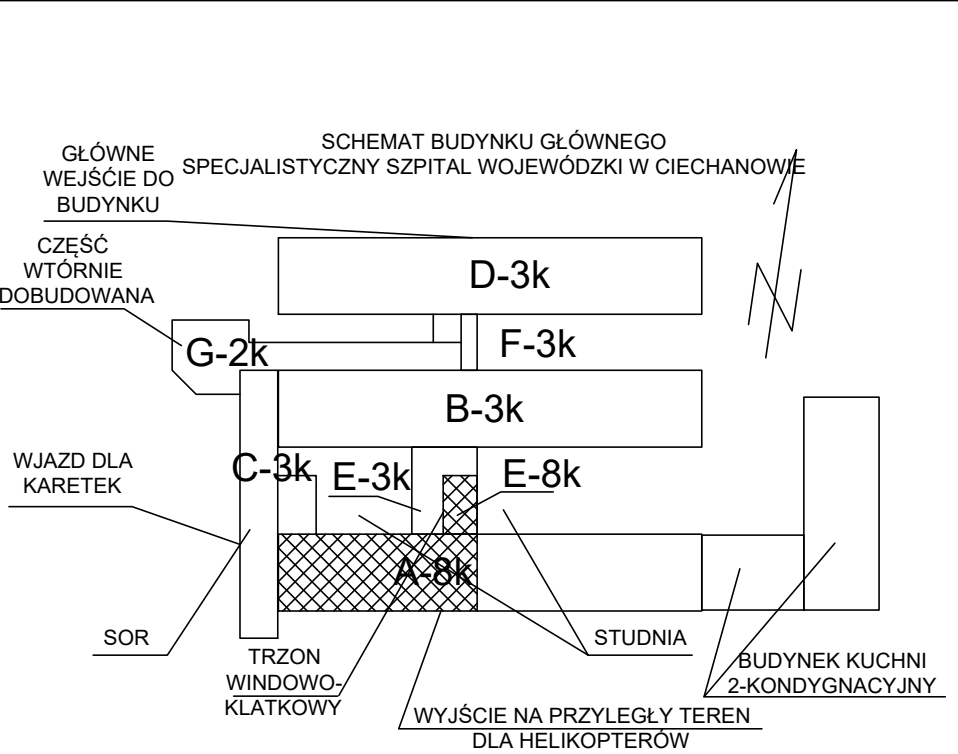 SCHEMAT BUDYNKU GŁÓWNEGO
SPECJALISTYCZNY SZPITAL WOJEWÓDZKI W CIECHANOWIE
GŁÓWNE
WEJŚĆIE DO
BUDYNKU
CZĘŚĆ
WTÓRNIE
DOBUDOWANA
D-3k
F-3k
G-2k
B-3k
WJAZD DLA
KARETEK
C-3k
E-3k
E-8k
A-8k
SOR
TRZON
WINDOWO-
KLATKOWY
STUDNIA
BUDYNEK KUCHNI
2-KONDYGNACYJNY
WYJŚCIE NA PRZYLEGŁY TEREN
DLA HELIKOPTERÓW